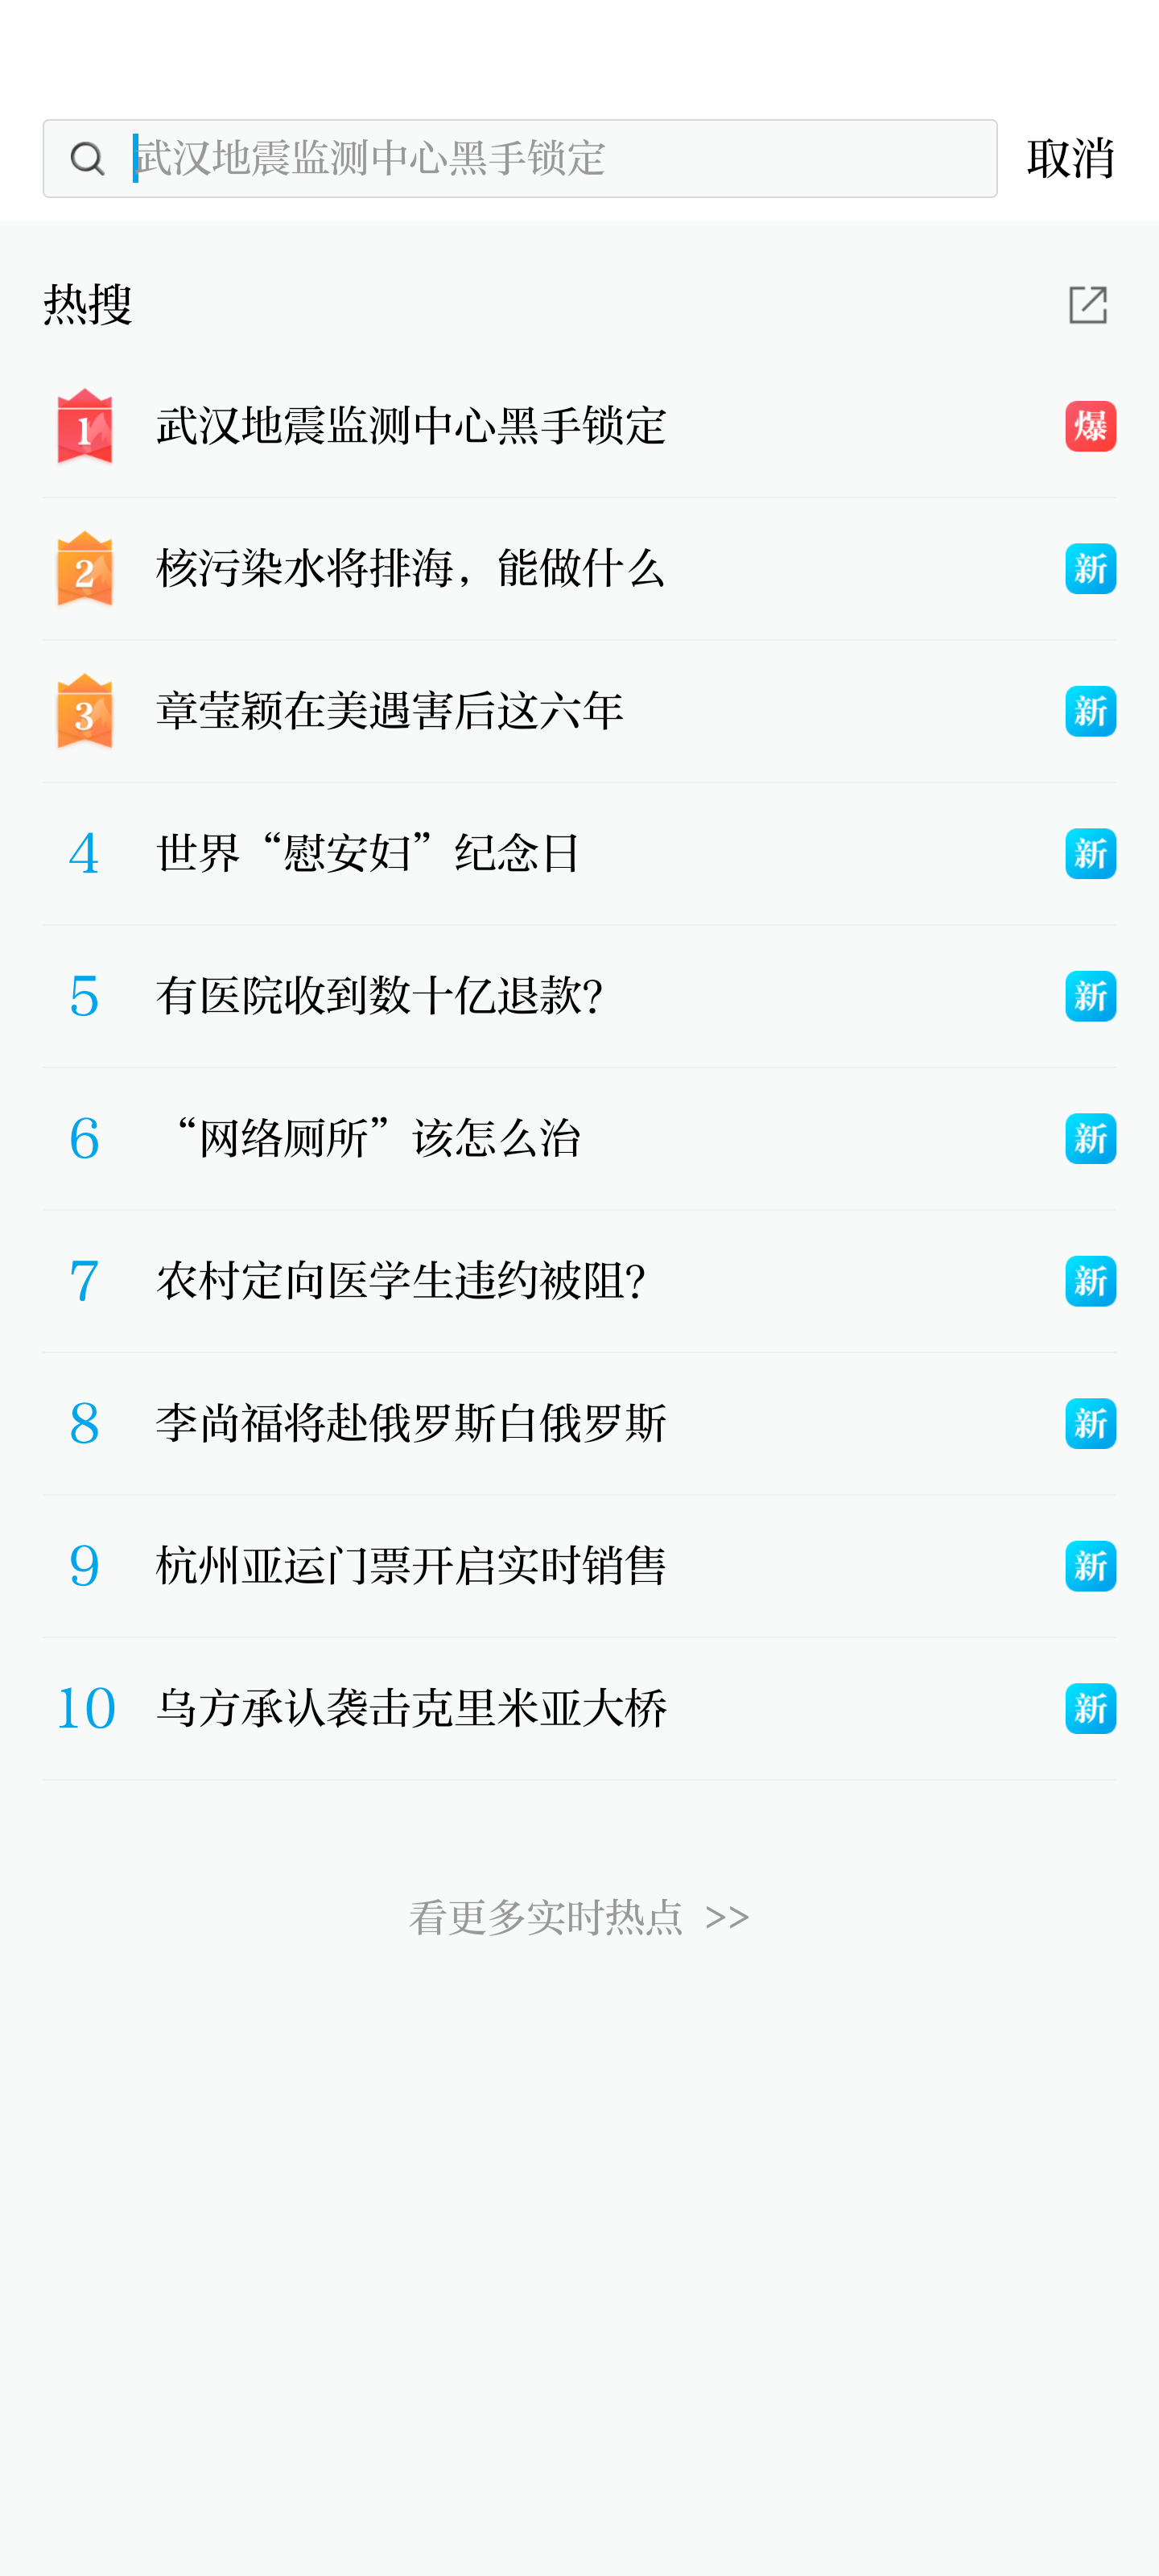 武汉地震监测中心黑手锁定 取消
热搜
1 武汉地震监测中心黑手锁定 爆
2 核污染水将排海，能做什么 新
3 章莹颖在美遇害后这六年 新
4 世界“慰安妇”纪念日 新
5 有医院收到数十亿退款？ 新
6 “网络厕所”该怎么治 新
7 农村定向医学生违约被阻？ 新
8 李尚福将赴俄罗斯白俄罗斯 新
9 杭州亚运门票开启实时销售 新
10 乌方承认袭击克里米亚大桥 新
看更多实时热点 >>